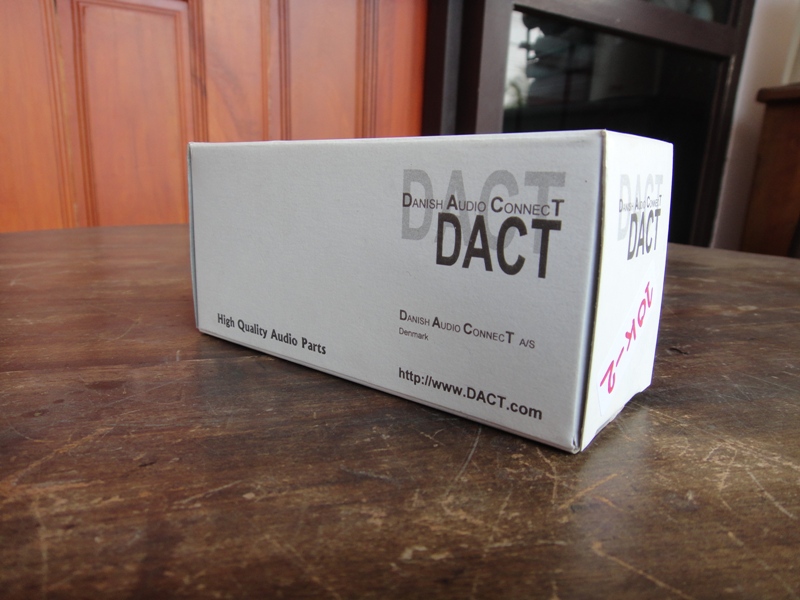 DACT
DANISH AUDIO CONNECT
DACT
DANISH AUDIO CONNECT A/S
Denmark
http://www.DACT.com
High Quality Audio Parts
DACT
DANISH AUDIO CONNECT
DACT